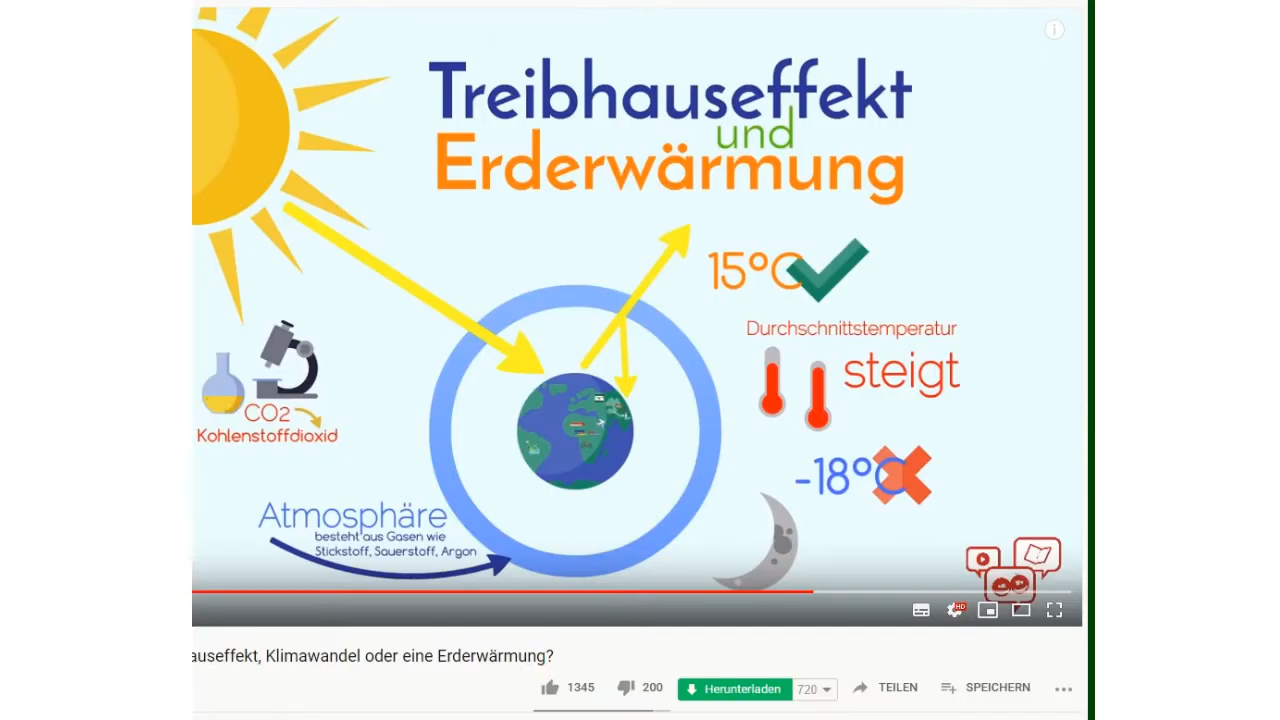 Treibhauseffekt
und
Erderwärmung
15°C
Durchschnittstemperatur
steigt
CO2
Kohlenstoffdioxid
-18°C
Atmosphäre
besteht aus Gasen wie
Stickstoff, Sauerstoff, Argon
HD
auseffekt, Klimawandel oder eine Erderwärmung?
1345 200 Herunterladen 720 TEILEN SPEICHERN